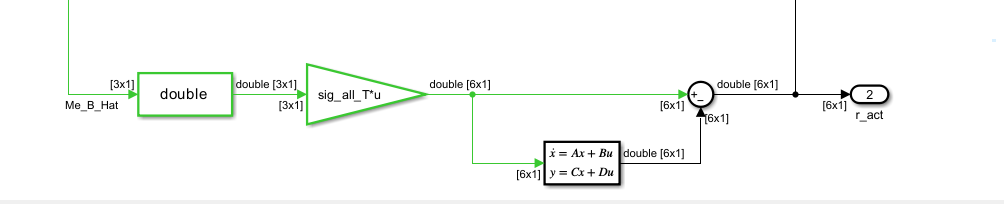 [3x1]
Me_B_Hat
double
double [3x1]
[3x1]
sig_all_T*u
double [6x1]
[6x1]
+
−
[6x1]
double [6x1]
[6x1]
2
r_act
[6x1]
ẋ = Ax + Bu
y = Cx + Du
double [6x1]